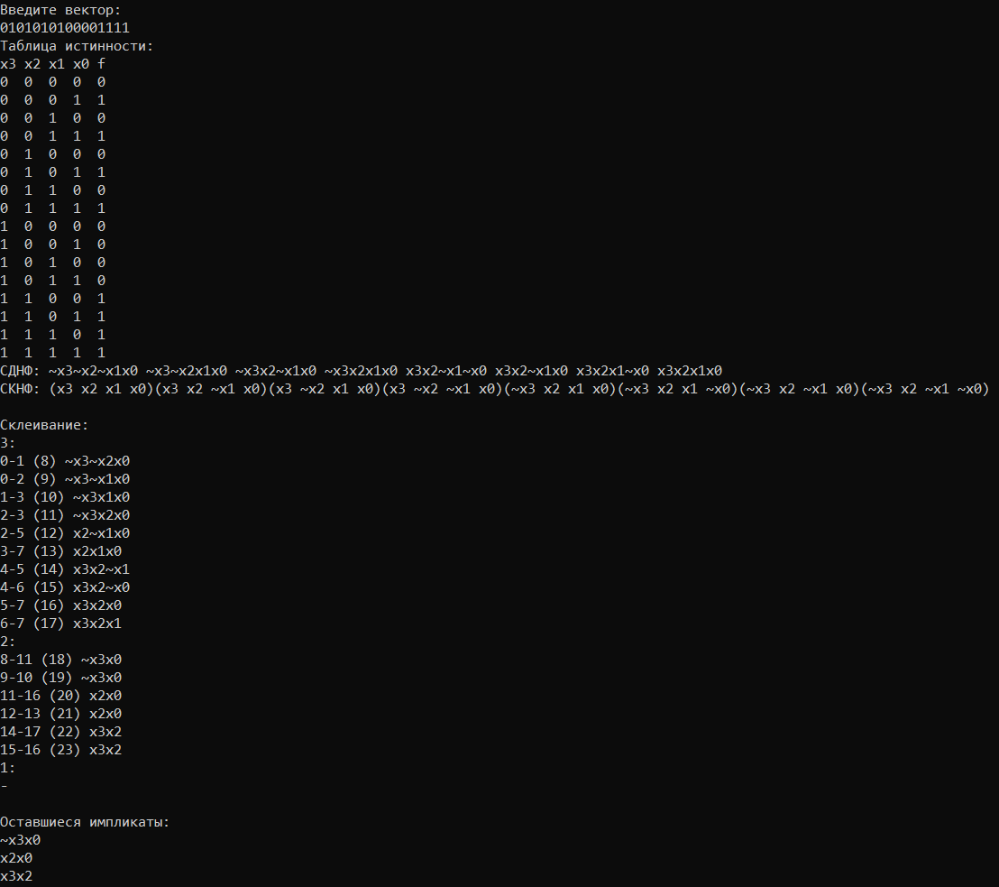 Введите вектор:
0101010100001111
Таблица истинности:
x3 x2 x1 x0 f
0  0  0  0  0
0  0  0  1  1
0  0  1  0  0
0  0  1  1  1
0  1  0  0  0
0  1  0  1  1
0  1  1  0  0
0  1  1  1  1
1  0  0  0  0
1  0  0  1  0
1  0  1  0  0
1  0  1  1  0
1  1  0  0  1
1  1  0  1  1
1  1  1  0  1
1  1  1  1  1
СДНФ: ~x3~x2~x1x0 ~x3~x2x1x0 ~x3x2~x1x0 ~x3x2x1x0 x3x2~x1~x0 x3x2~x1x0 x3x2x1~x0 x3x2x1x0
СКНФ: (x3 x2 x1 x0)(x3 x2 ~x1 x0)(x3 ~x2 x1 x0)(x3 ~x2 ~x1 x0)(~x3 x2 x1 x0)(~x3 x2 x1 ~x0)(~x3 x2 ~x1 x0)(~x3 x2 ~x1 ~x0)

Склеивание:
3:
0-1 (8) ~x3~x2x0
0-2 (9) ~x3~x1x0
1-3 (10) ~x3x1x0
2-3 (11) ~x3x2x0
2-5 (12) x2~x1x0
3-7 (13) x2x1x0
4-5 (14) x3x2~x1
4-6 (15) x3x2~x0
5-7 (16) x3x2x0
6-7 (17) x3x2x1
2:
8-11 (18) ~x3x0
9-10 (19) ~x3x0
11-16 (20) x2x0
12-13 (21) x2x0
14-17 (22) x3x2
15-16 (23) x3x2
1:
-

Оставшиеся импликаты:
~x3x0
x2x0
x3x2